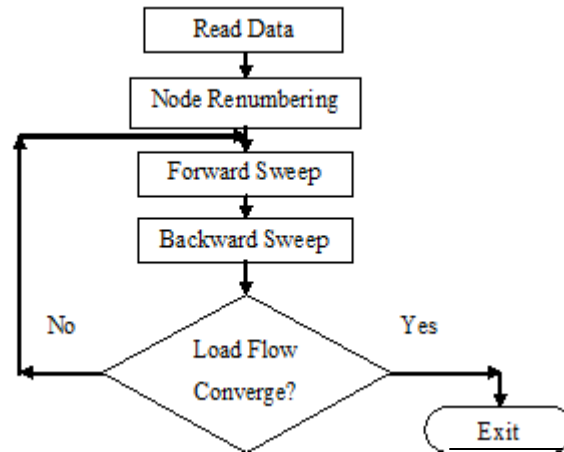 Read Data
Node Renumbering
Forward Sweep
Backward Sweep
No
Yes
Load Flow
Converge?
Exit